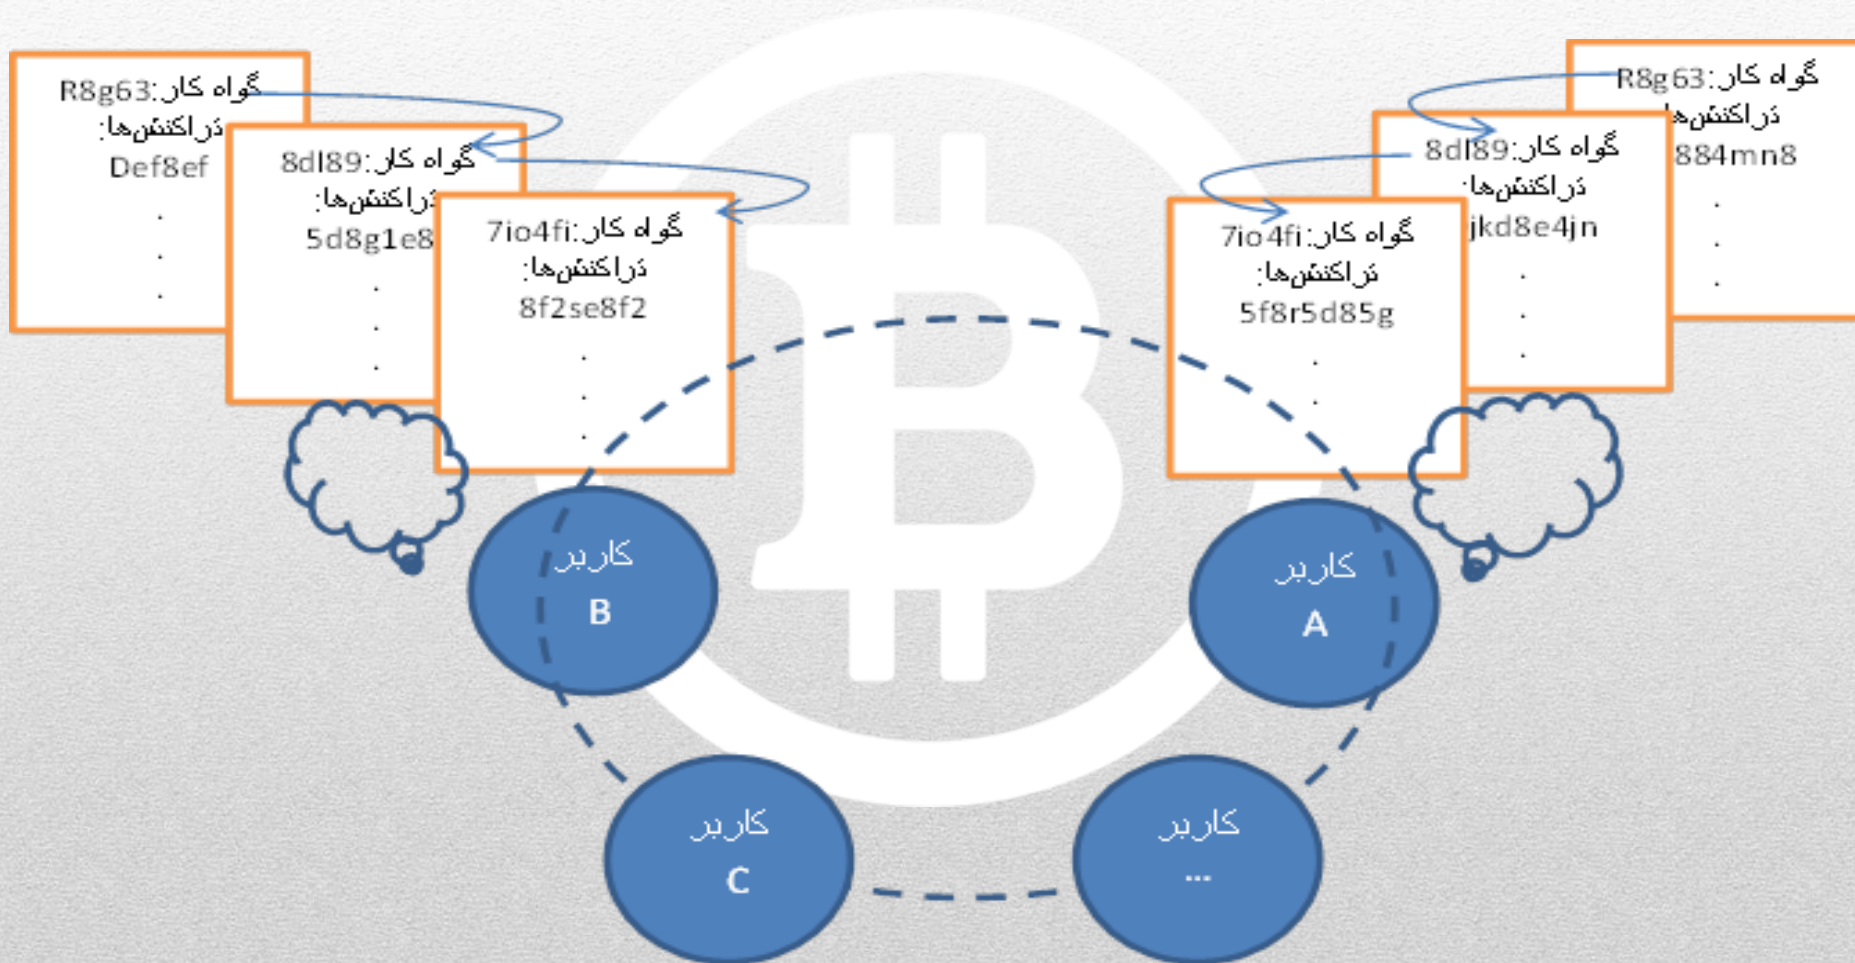 گواه کار:R8g63
تراکنش‌ها:
Def8ef
.
.
.
گواه کار:8dl89
تراکنش‌ها:
5d8g1e8
.
.
.
گواه کار:7io4fi
تراکنش‌ها:
8f2se8f2
.
.
.
گواه کار:R8g63
تراکنش‌ها
884mn8
.
.
.
گواه کار:8dl89
تراکنش‌ها:
jkd8e4jn
.
.
.
گواه کار:7io4fi
تراکنش‌ها:
5f8r5d85g
.
.
کاربر
B
کاربر
A
کاربر
C
کاربر
...